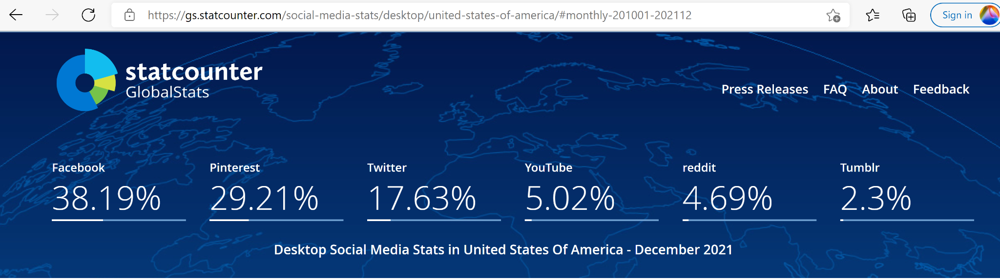 https://gs.statcounter.com/social-media-stats/desktop/united-states-of-america/#monthly-201001-202112
Sign in
statcounter
GlobalStats
Press Releases FAQ About Feedback
Facebook Pinterest Twitter YouTube reddit Tumblr
38.19% 29.21% 17.63% 5.02% 4.69% 2.3%
Desktop Social Media Stats in United States Of America - December 2021